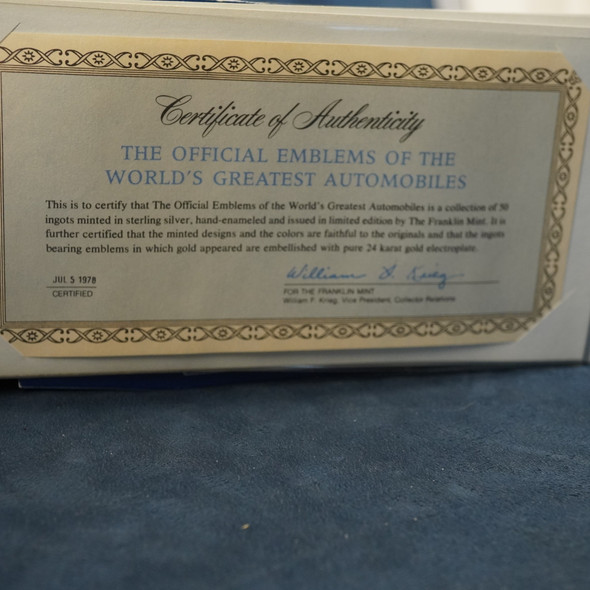 Certificate of Authenticity
THE OFFICIAL EMBLEMS OF THE
WORLD'S GREATEST AUTOMOBILES
This is to certify that The Official Emblems of the World's Greatest Automobiles is a collection of 50
ingots minted in sterling silver, hand-enameled and issued in limited edition by The Franklin Mint. It is
further certified that the minted designs and the colors are faithful to the originals and that the ingots
bearing emblems in which gold appeared are embellished with pure 24 karat gold electroplate.
William F. Krieg
JUL 5 1978
CERTIFIED
FOR THE FRANKLIN MINT
William F. Krieg, Vice President, Collector Relations